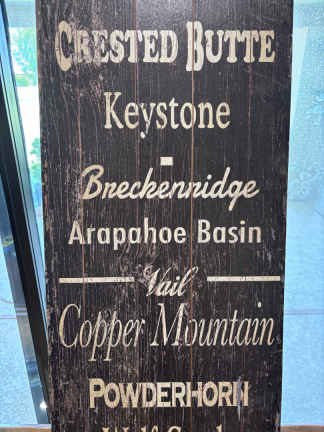 CRESTED BUTTE
Keystone
Breckenridge
Arapahoe Basin
Vail
Copper Mountain
POWDERHORN